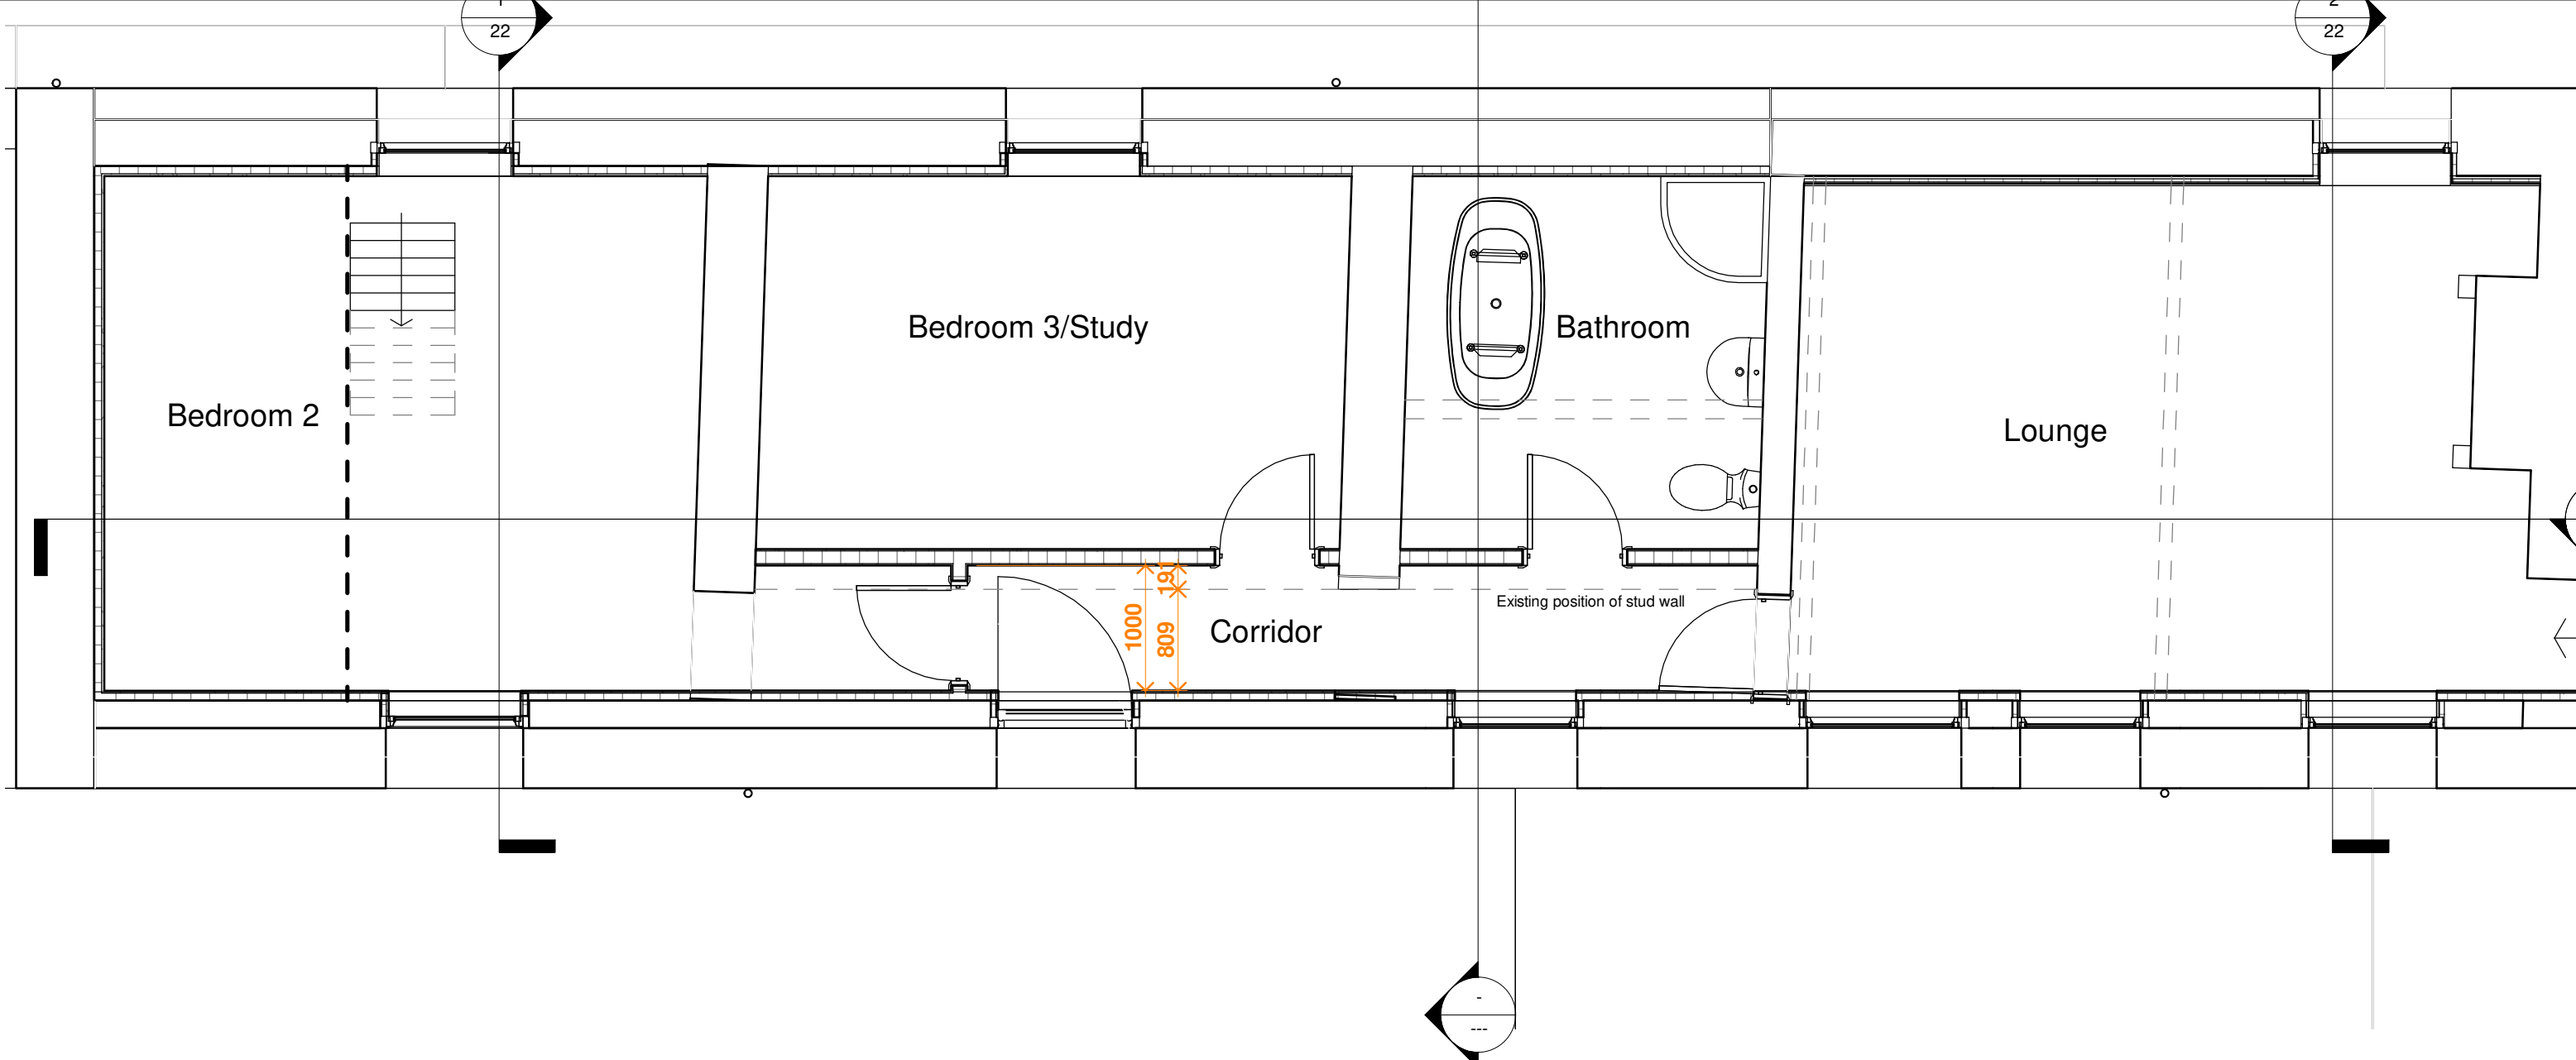 22
22
Bedroom 3/Study
Bathroom
Bedroom 2
Lounge
191
1000
809
Existing position of stud wall
Corridor
-
---